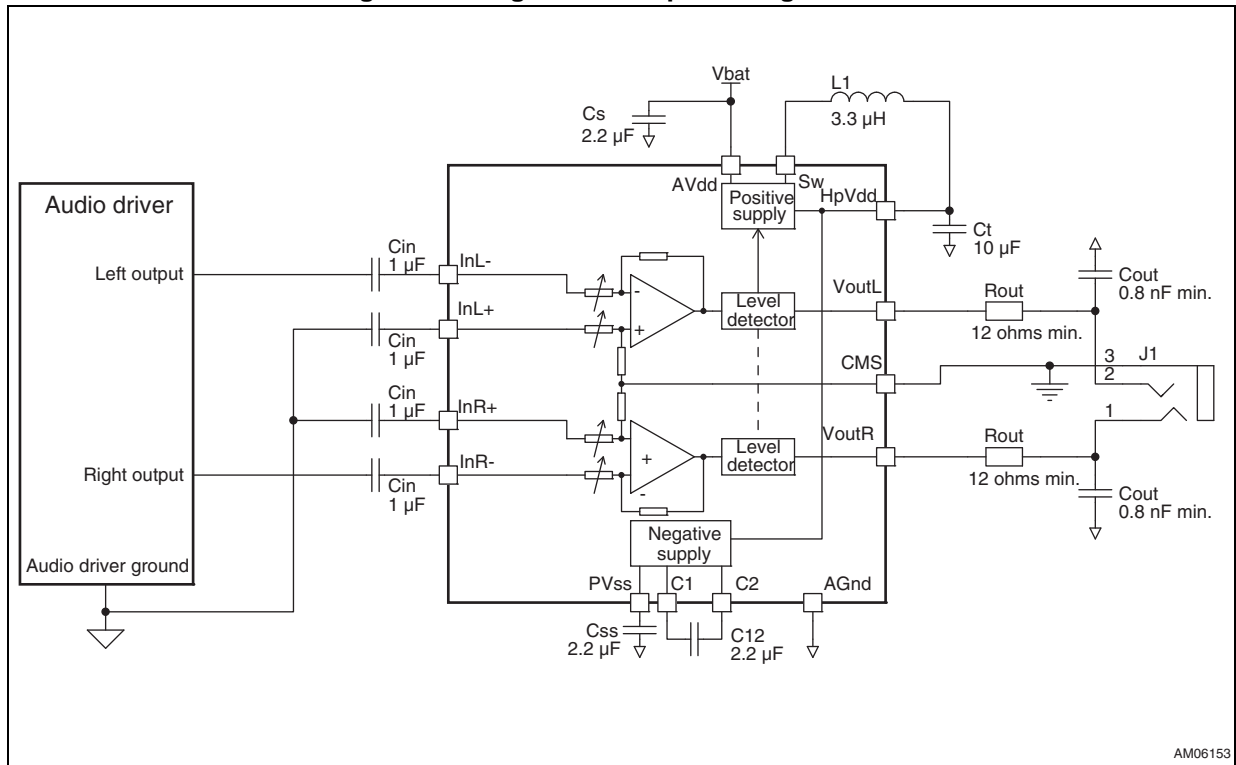 Vbat
L1
3.3 µH
Cs
2.2 µF
AVdd
Sw
HpVdd
Positive
supply
Ct
10 µF
Audio driver
Left output
Cin
1 µF
InL-
-
InL+
+
Cin
1 µF
Level
detector
VoutL
Rout
12 ohms min.
Cout
0.8 nF min.
CMS
3
2
J1
1
Cin
1 µF
InR+
Right output
InR-
Cin
1 µF
+
-
Level
detector
VoutR
Rout
12 ohms min.
Cout
0.8 nF min.
Negative
supply
Audio driver ground
PVss
C1
C2
AGnd
Css
2.2 µF
C12
2.2 µF
AM06153